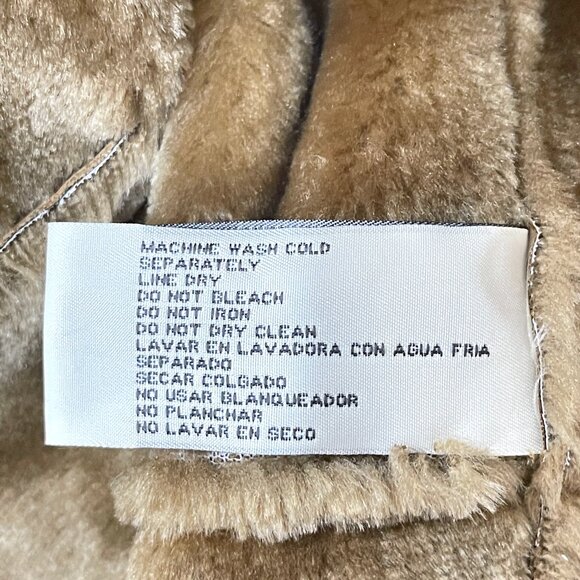 MACHINE WASH COLD
SEPARATELY
LINE DRY
DO NOT BLEACH
DO NOT IRON
DO NOT DRY CLEAN
LAVAR EN LAVADORA CON AGUA FRIA
SEPARADO
SECAR COLGADO
NO USAR BLANQUEADOR
NO PLANCHAR
NO LAVAR EN SECO